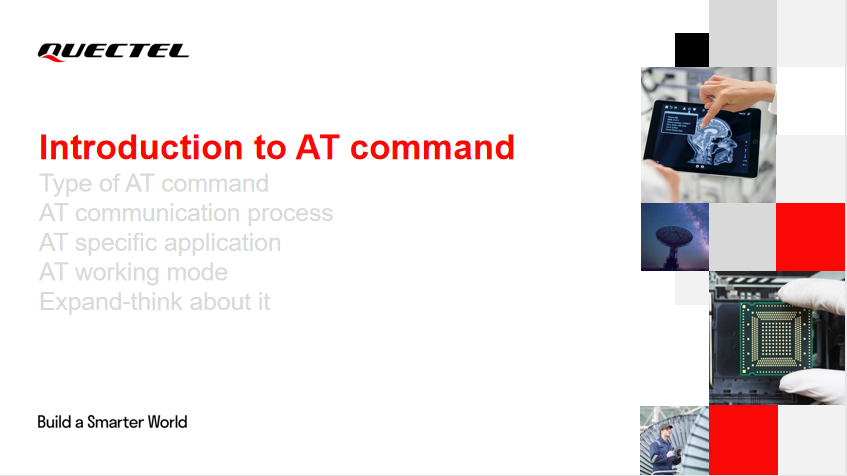 QUECTEL
Introduction to AT command
Type of AT command
AT communication process
AT specific application
AT working mode
Expand-think about it
Build a Smarter World